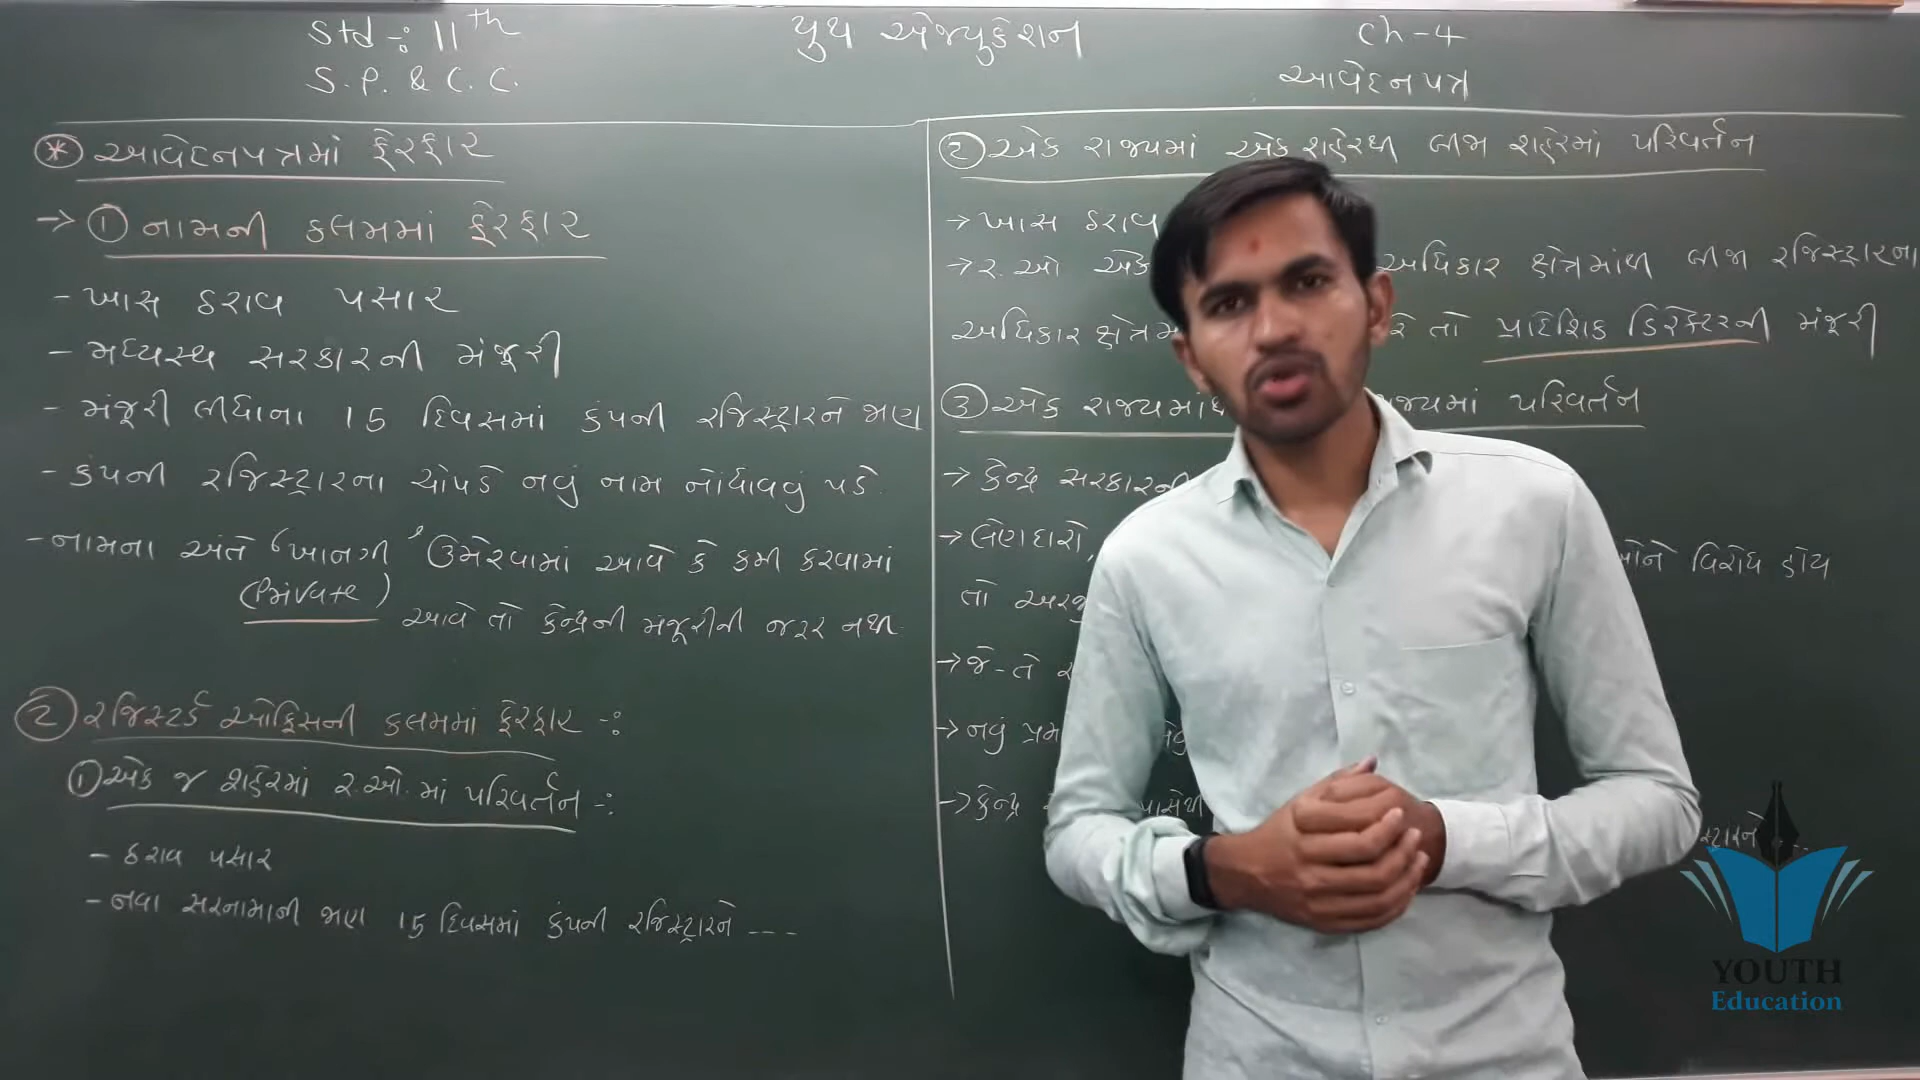 Std -: 11th
S.P. & C.C.
યુથ એજ્યુકેશન
Ch-4
આવેદનપત્ર
* આવેદનપત્રમાં ફેરફાર
→ ① નામની કલમમાં ફેરફાર
- ખાસ ઠરાવ પસાર
- મધ્યસ્થ સરકારની મંજૂરી
- મંજૂરી લીધાના 15 દિવસમાં કંપની રજિસ્ટ્રારને જાણ
- કંપની રજિસ્ટ્રારના ચોપડે નવું નામ નોંધાવવું પડે.
- નામના અંતે 'ખાનગી' ઉમેરવામાં આવે કે કમી કરવામાં
(Private)
આવે તો કેન્દ્રની મંજૂરીની જરૂર નથી.
② રજિસ્ટર્ડ ઓફિસની કલમમાં ફેરફાર -:
① એક જ શહેરમાં ર.ઓ. માં પરિવર્તન -:
- ઠરાવ પસાર
- નવા સરનામાની જાણ 15 દિવસમાં કંપની રજિસ્ટ્રારને ----
② એક રાજ્યમાં એક શહેરથી બીજા શહેરમાં પરિવર્તન
→ ખાસ ઠરાવ
→ ર.ઓ એક અધિકાર ક્ષેત્રમાંથી બીજા રજિસ્ટ્રારના
અધિકાર ક્ષેત્રમાં તો પ્રાદેશિક ડિરેક્ટરની મંજૂરી
③ એક રાજ્યમાંથી રાજ્યમાં પરિવર્તન
→ કેન્દ્ર સરકારની
→ લેણદારો, વિરોધ હોય
તો અરજી
→ જે-તે
→ નવું
→ કેન્દ્ર પાસેથી
YOUTH
Education